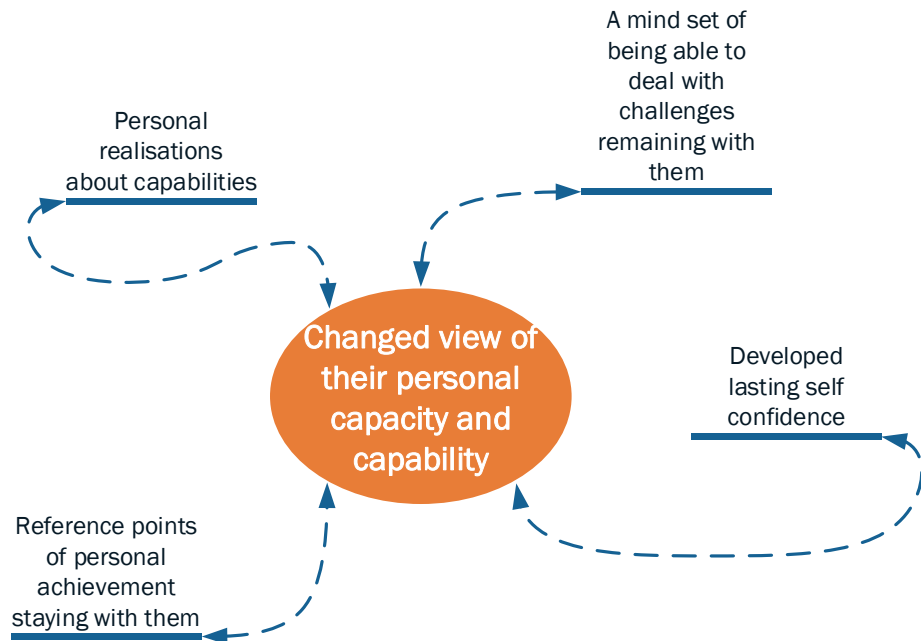 A mind set of
being able to
deal with
challenges
remaining with
them
Personal
realisations
about capabilities
Changed view of
their personal
capacity and
capability
Developed
lasting self
confidence
Reference points
of personal
achievement
staying with them